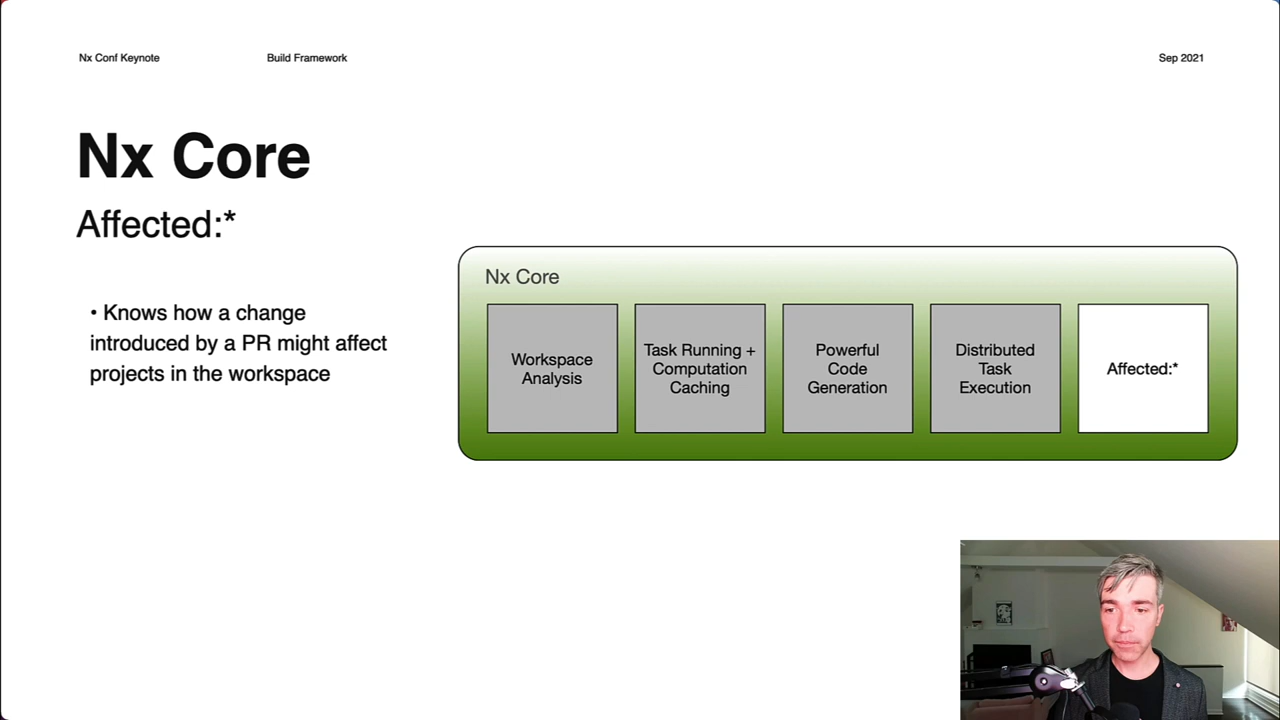 Nx Conf Keynote
Build Framework
Sep 2021
Nx Core
Affected:*
• Knows how a change
introduced by a PR might affect
projects in the workspace
Nx Core
Workspace
Analysis
Task Running +
Computation
Caching
Powerful
Code
Generation
Distributed
Task
Execution
Affected:*